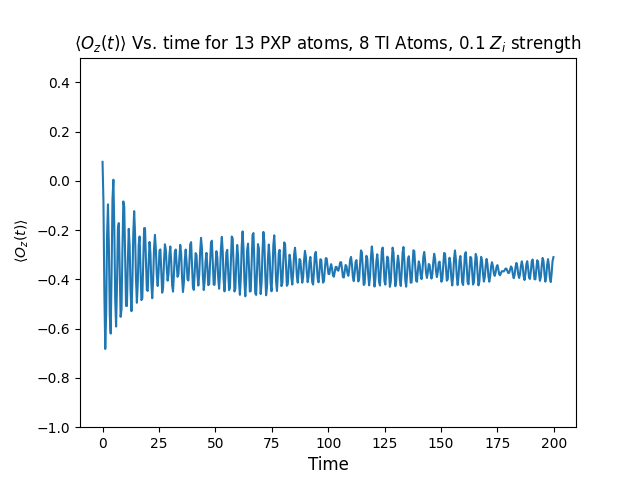 ⟨O_z(t)⟩ Vs. time for 13 PXP atoms, 8 TI Atoms, 0.1 Z_i strength
0.4
0.2
0.0
−0.2
−0.4
−0.6
−0.8
−1.0
⟨O_z(t)⟩
0 25 50 75 100 125 150 175 200
Time